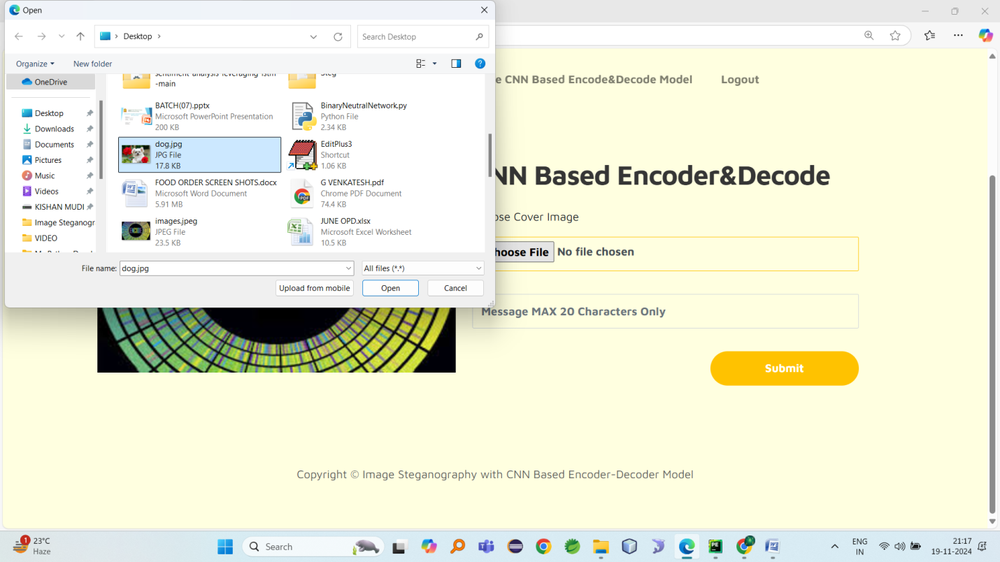 Open
Desktop
Search Desktop
Organize
New folder
OneDrive
Desktop
Downloads
Documents
Pictures
Music
Videos
KISHAN MUDI
Image Steganogr
VIDEO
sentiment-analysis-leveraging-lstm
-main
BATCH(07).pptx
Microsoft PowerPoint Presentation
200 KB
BinaryNeutralNetwork.py
Python File
2.34 KB
dog.jpg
JPG File
17.8 KB
EditPlus3
Shortcut
1.06 KB
FOOD ORDER SCREEN SHOTS.docx
Microsoft Word Document
5.91 MB
G VENKATESH.pdf
Chrome PDF Document
74.4 KB
images.jpeg
JPEG File
23.5 KB
JUNE OPD.xlsx
Microsoft Excel Worksheet
10.5 KB
File name:
dog.jpg
All files (*.*)
Upload from mobile
Open
Cancel
e CNN Based Encode&Decode Model
Logout
NN Based Encoder&Decode
ose Cover Image
hoose File
No file chosen
Message MAX 20 Characters Only
Submit
Copyright © Image Steganography with CNN Based Encoder-Decoder Model
1
23°C
Haze
Search
ENG
IN
21:17
19-11-2024